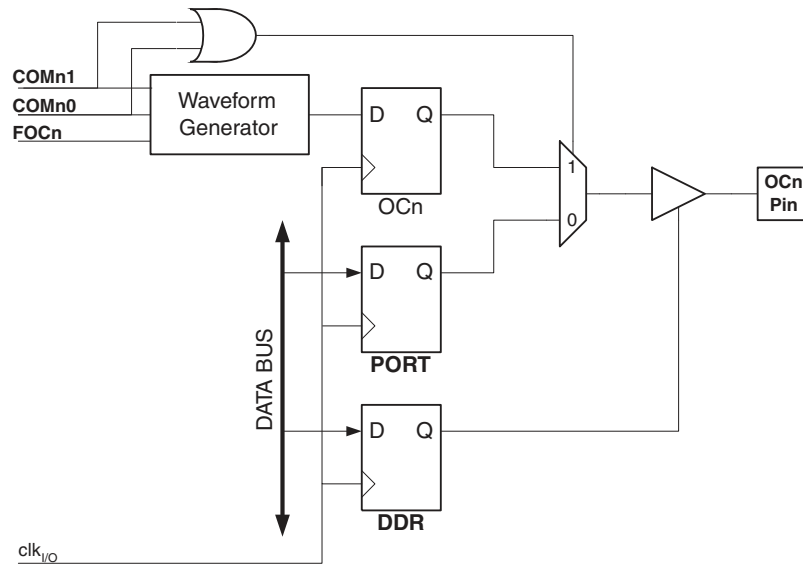 COMn1
COMn0
FOCn
Waveform
Generator
D Q
OCn
1
0
OCn
Pin
D Q
PORT
DATA BUS
D Q
DDR
clkI/O